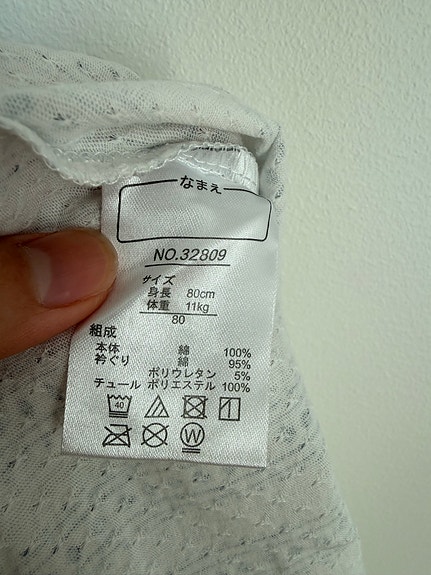 なまえ
NO.32809
サイズ
身長 80cm
体重 11kg
80
組成
本体 綿 100%
衿ぐり 綿 95%
ポリウレタン 5%
チュール ポリエステル 100%
40
W